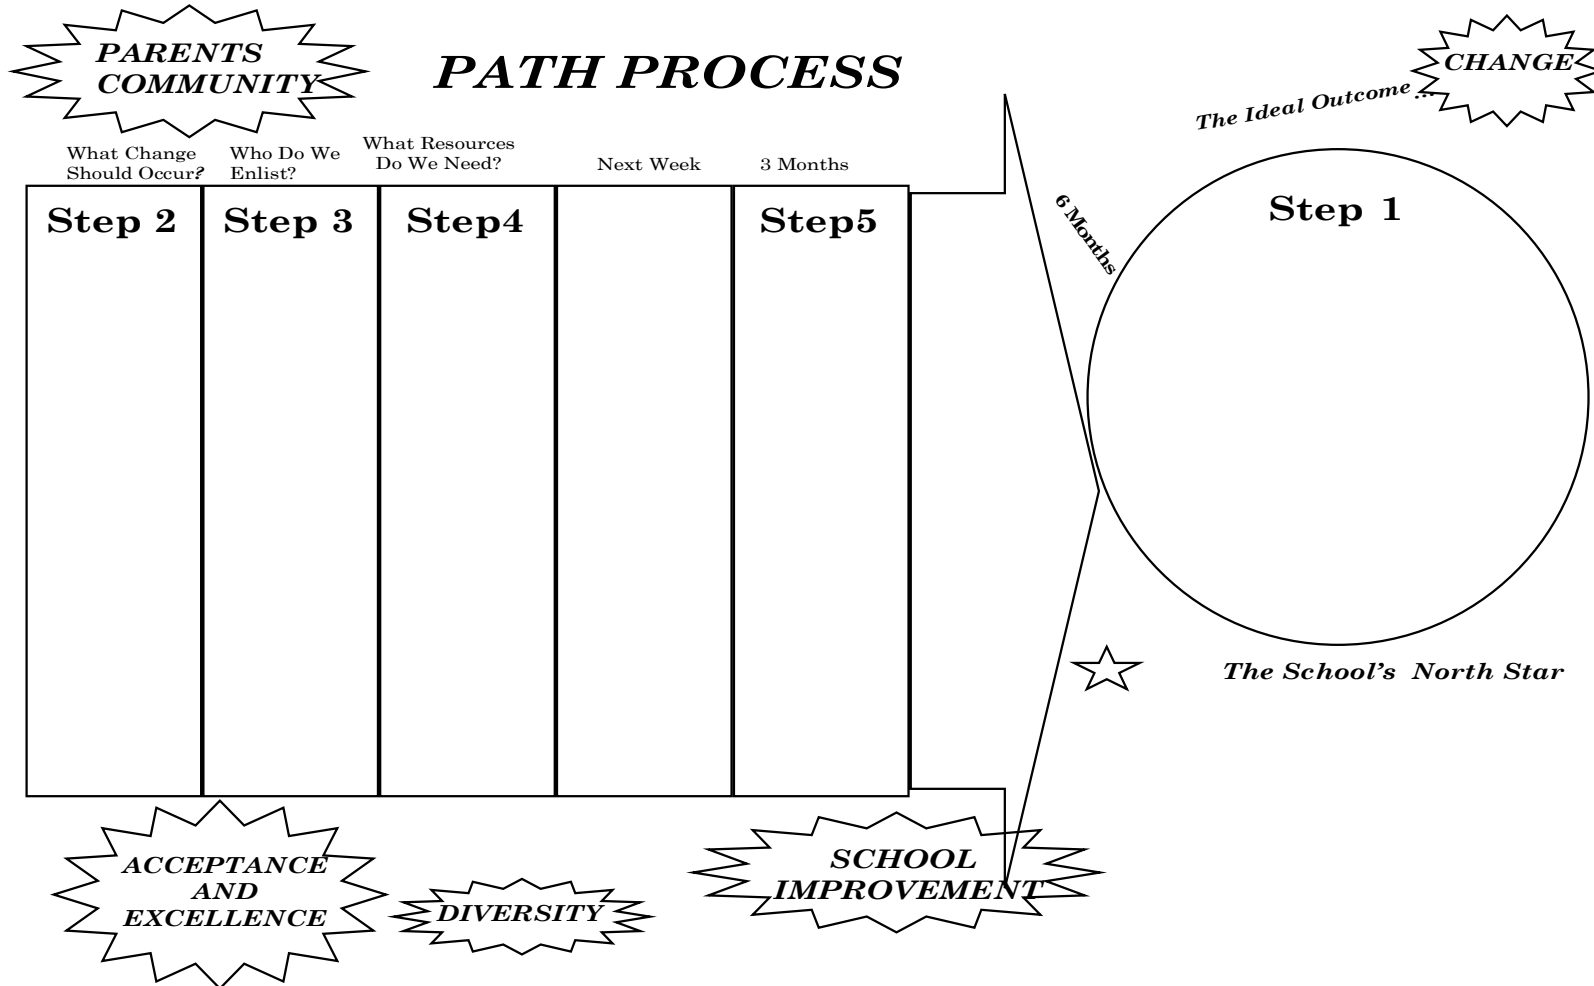 PARENTS
COMMUNITY
PATH PROCESS
CHANGE
The Ideal Outcome...
What Change
Should Occur?
Who Do We
Enlist?
What Resources
Do We Need?
Next Week
3 Months
6 Months
Step 2
Step 3
Step4
Step5
Step 1
The School's North Star
ACCEPTANCE
AND
EXCELLENCE
DIVERSITY
SCHOOL
IMPROVEMENT